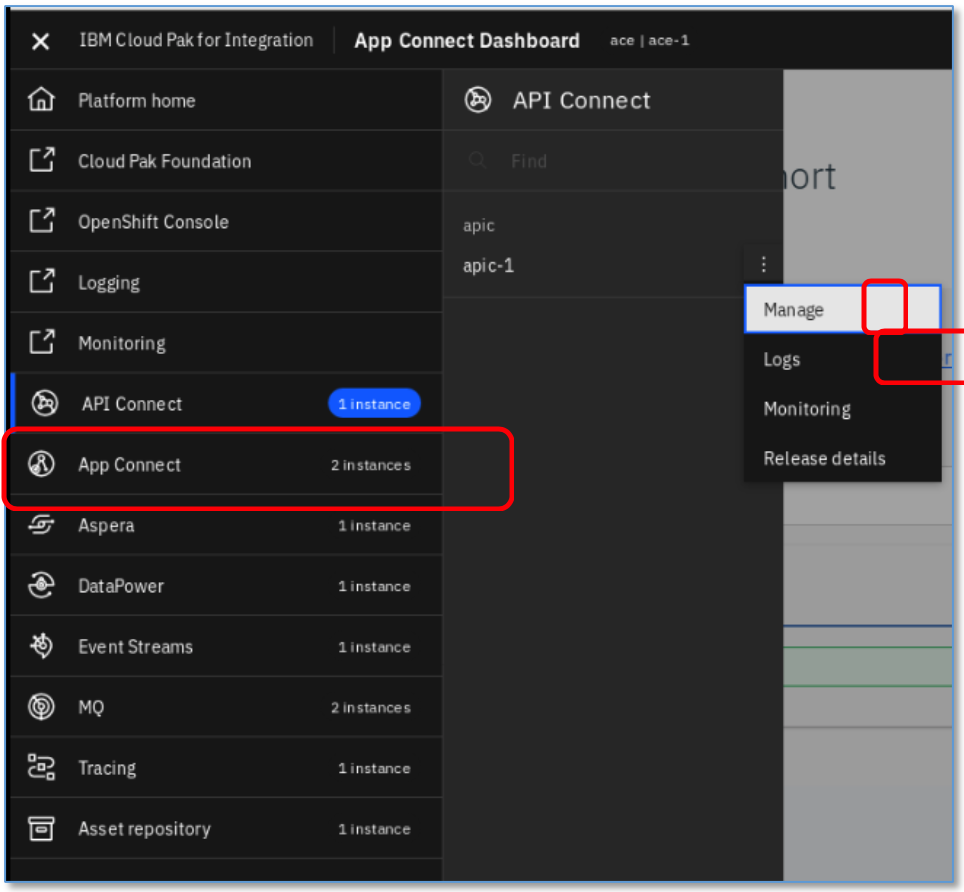 IBM Cloud Pak for Integration App Connect Dashboard ace | ace-1
Platform home
Cloud Pak Foundation
OpenShift Console
Logging
Monitoring
API Connect 1 instance
App Connect 2 instances
Aspera 1 instance
DataPower 1 instance
Event Streams 1 instance
MQ 2 instances
Tracing 1 instance
Asset repository 1 instance
API Connect
Find
apic
apic-1
Manage
Logs
Monitoring
Release details
ort